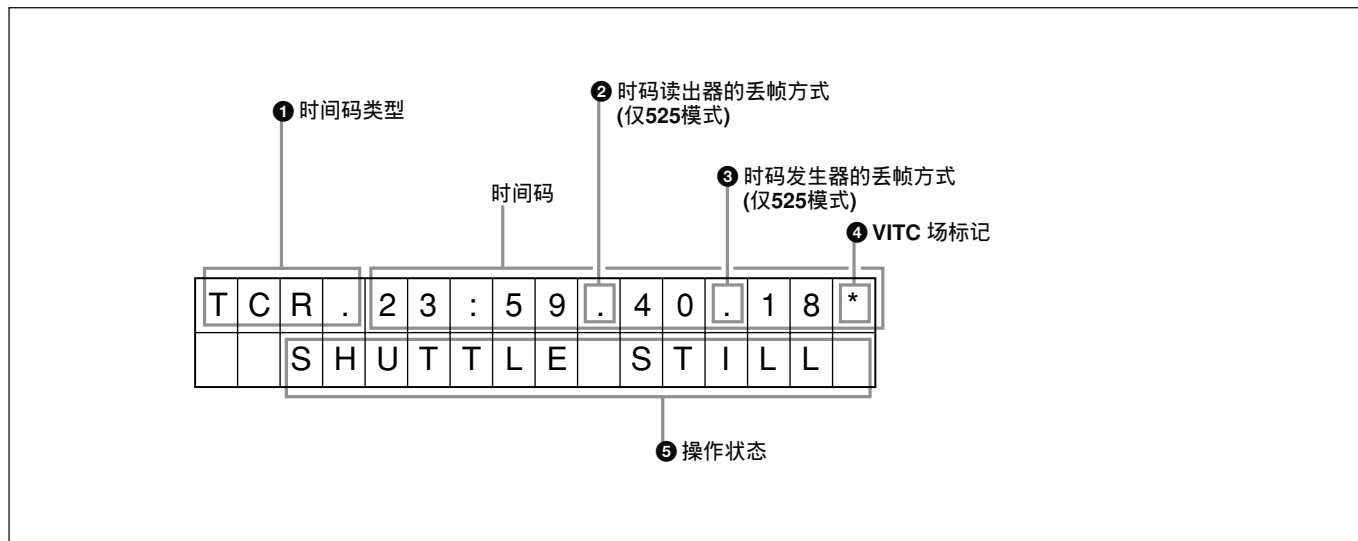 ❶ 时间码类型
❷ 时码读出器的丢帧方式
(仅525模式)
时间码
❸ 时码发生器的丢帧方式
(仅525模式)
❹ VITC 场标记
TCR.23:59.40.18*
SHUTTLE STILL
❺ 操作状态